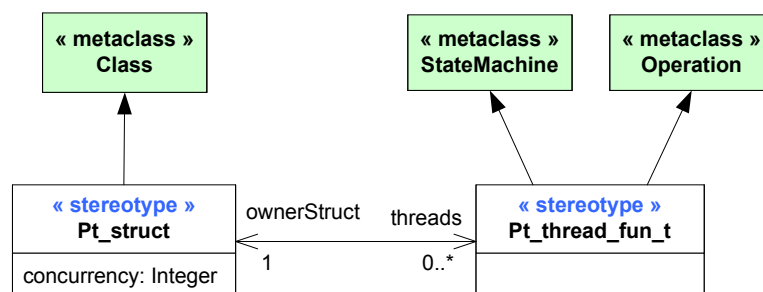 « metaclass »
Class
« metaclass »
StateMachine
« metaclass »
Operation
« stereotype »
Pt_struct
concurrency: Integer
ownerStruct
1
threads
0..*
« stereotype »
Pt_thread_fun_t